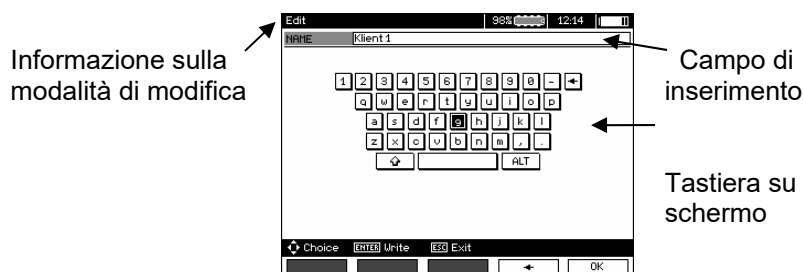 Edit 98% 12:14
NAME Klient 1
Informazione sulla
modalità di modifica
Campo di
inserimento
1 2 3 4 5 6 7 8 9 0 - ←
q w e r t y u i o p
a s d f g h j k l
z x c v b n m , .
ALT
Tastiera su
schermo
Choice ENTER Write ESC Exit
← OK